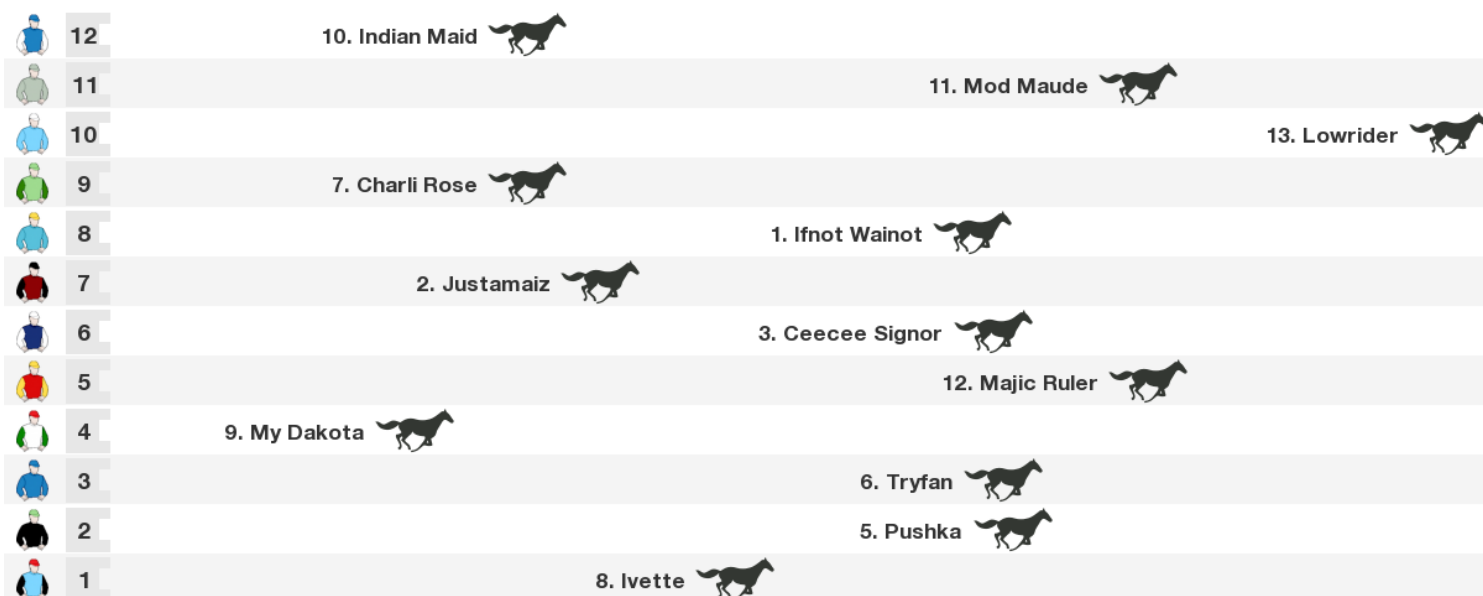 12 10. Indian Maid
11 11. Mod Maude
10 13. Lowrider
9 7. Charli Rose
8 1. Ifnot Wainot
7 2. Justamaiz
6 3. Ceecee Signor
5 12. Majic Ruler
4 9. My Dakota
3 6. Tryfan
2 5. Pushka
1 8. Ivette